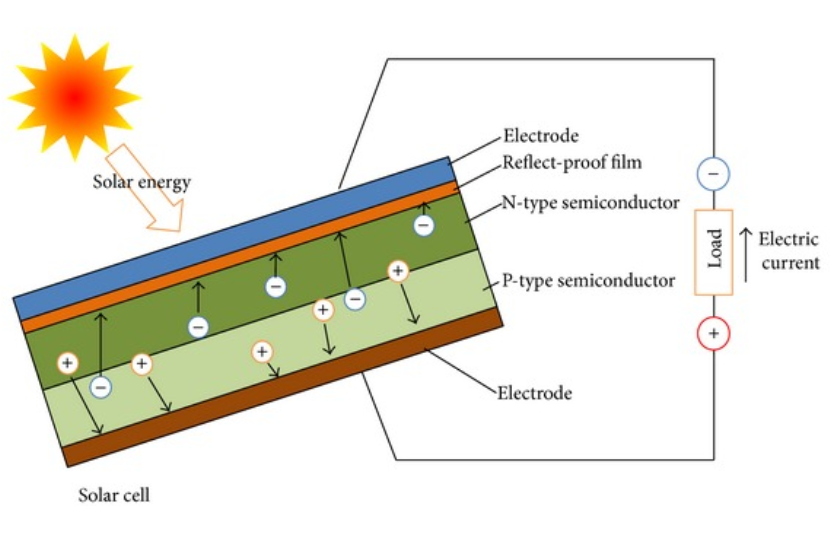 Solar energy
Electrode
Reflect-proof film
N-type semiconductor
P-type semiconductor
Electrode
Solar cell
−
Load
Electric
current
+
+
−
+
−
+
−
+
−
+
−